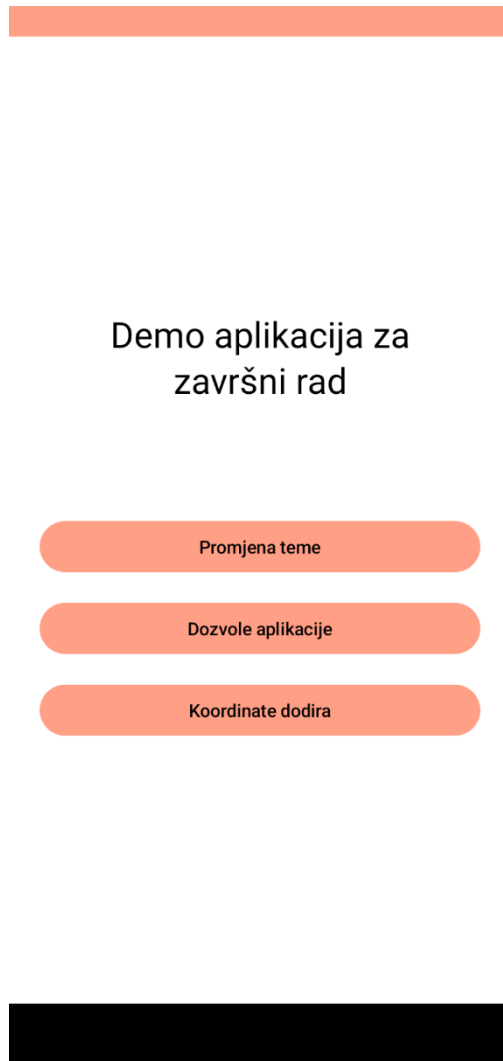 Demo aplikacija za
završni rad
Promjena teme
Dozvole aplikacije
Koordinate dodira